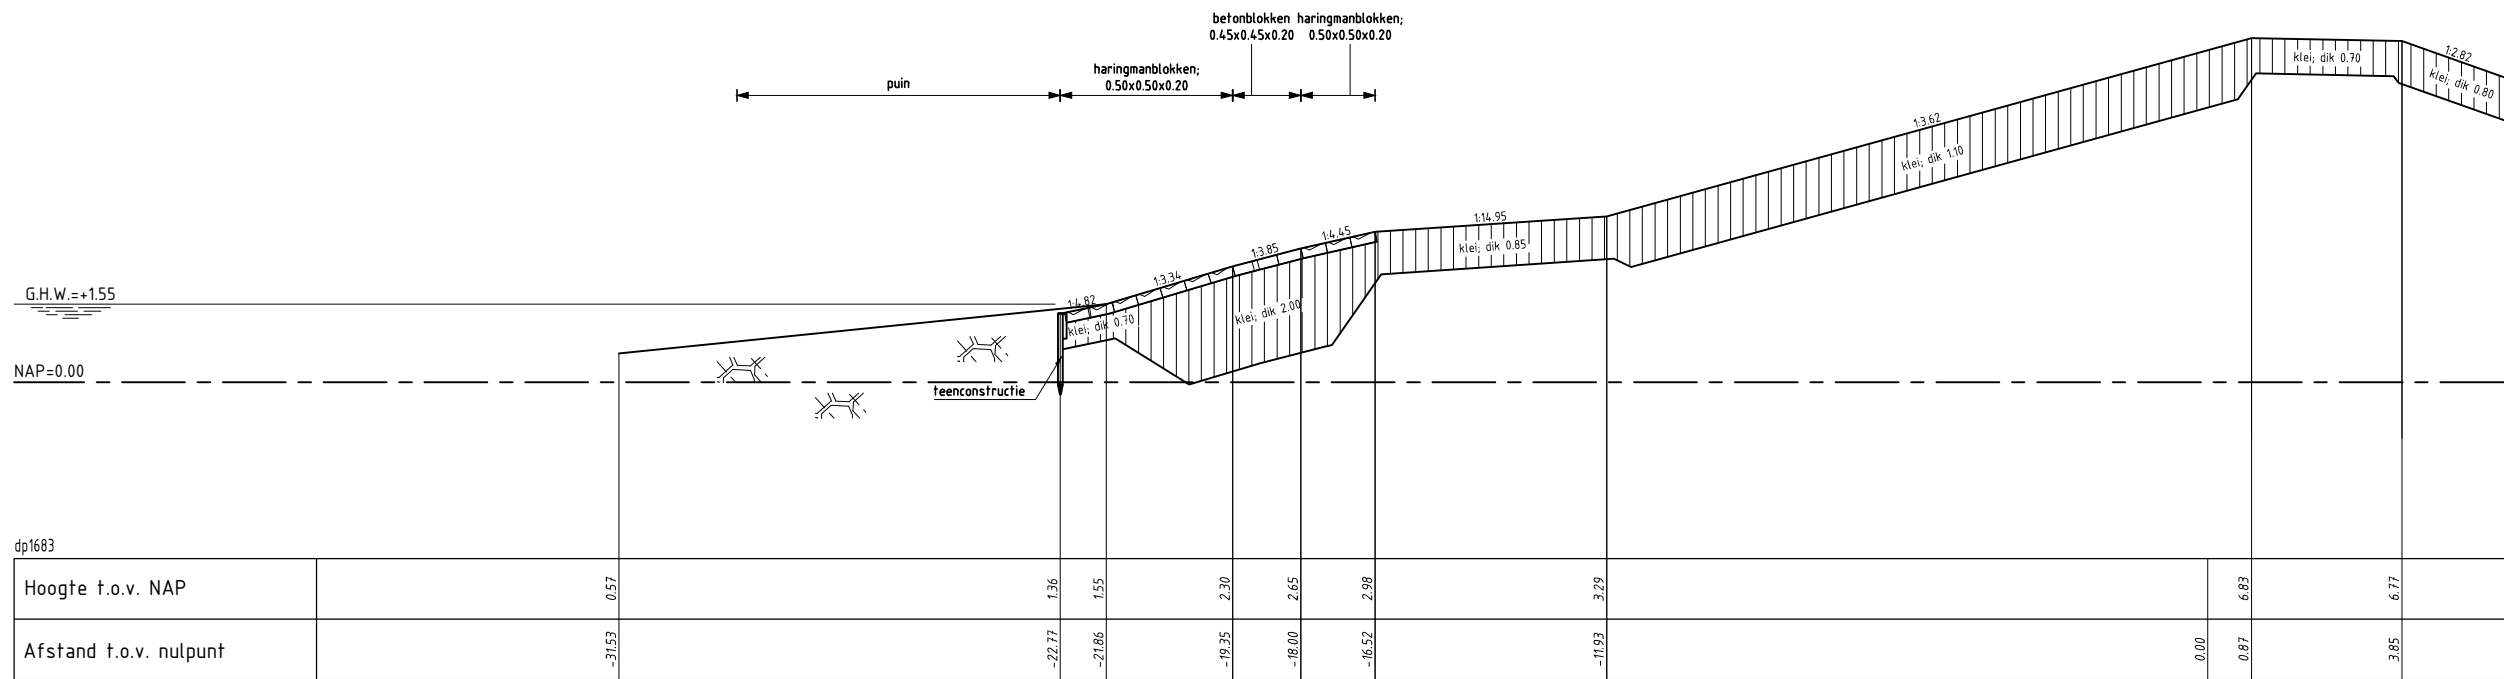 betonblokken haringmanblokken;
0.45x0.45x0.20 0.50x0.50x0.20
haringmanblokken;
0.50x0.50x0.20
puin
1:2.82
klei; dik 0.70
klei; dik 0.80
1:3.62
klei; dik 1.10
1:14.95
klei; dik 0.85
1:4.45
1:3.85
1:3.34
1:4.82
klei; dik 2.00
klei; dik 0.70
G.H.W.=+1.55
NAP=0.00
teenconstructie
dp1683
Hoogte t.o.v. NAP 0.57 1.36 1.55 2.30 2.65 2.98 3.29 6.83 6.77
Afstand t.o.v. nulpunt -31.53 -22.77 -21.86 -19.35 -18.00 -16.52 -11.93 0.00 0.87 3.85